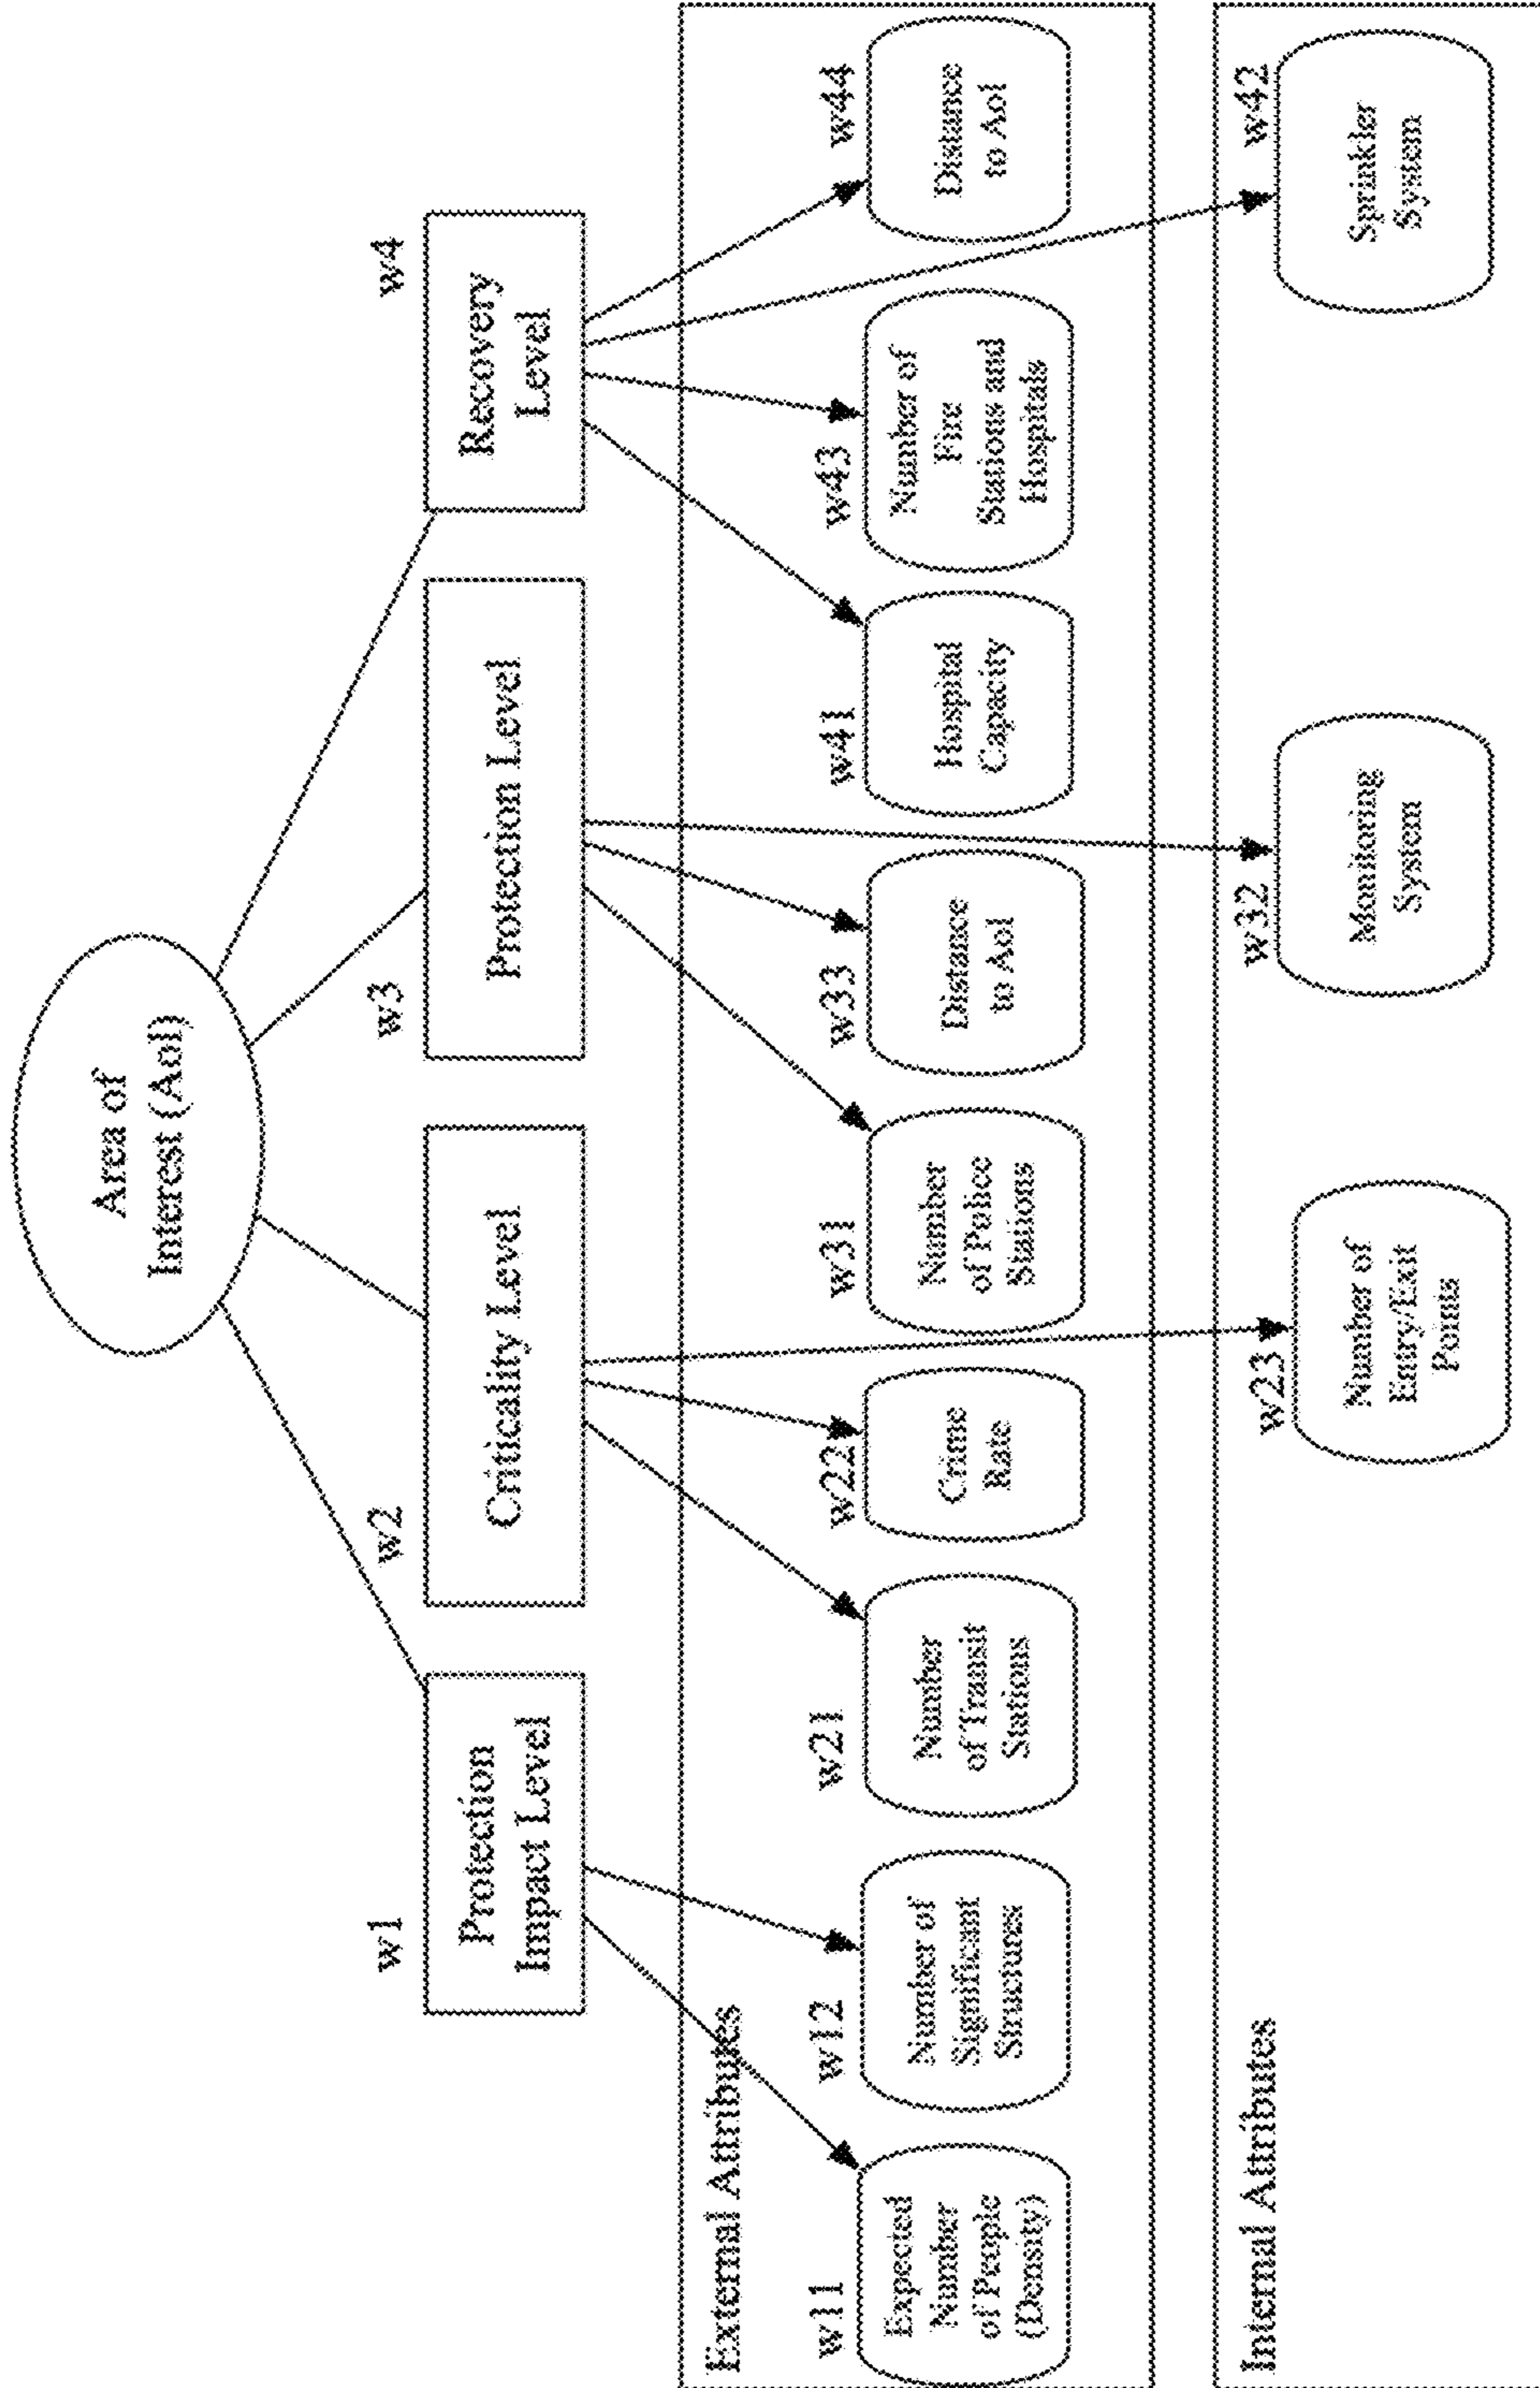 Area of
Interest (AoI)
w1
w2
w3
w4
Protection
Impact Level
Criticality Level
Protection Level
Recovery
Level
External Attributes
w11
w12
w21
w22
w31
w33
w41
w43
w44
Expected
Number
of People
(Density)
Number of
Significant
Structures
Number
of Transit
Stations
Crime
Rate
Number
of Police
Stations
Distance
to AoI
Hospital
Capacity
Number of
Fire
Stations and
Hospitals
Distance
to AoI
Internal Attributes
w23
w32
w42
Number of
Entry/Exit
Points
Monitoring
System
Sprinkler
System